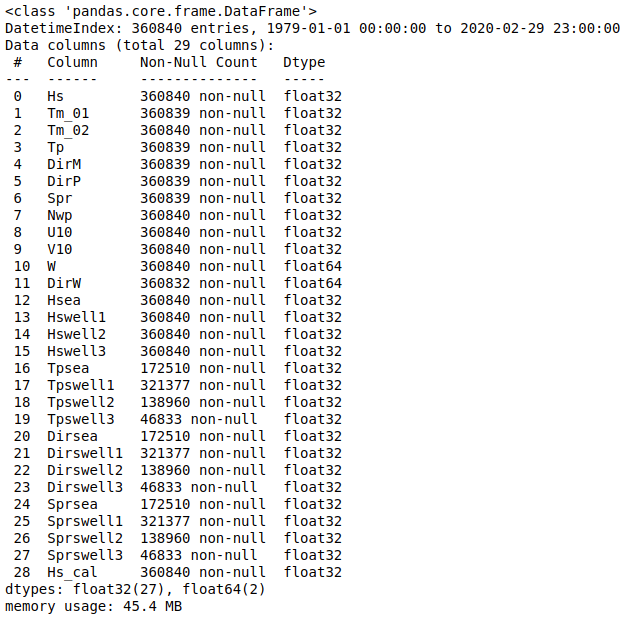 <class 'pandas.core.frame.DataFrame'>
DatetimeIndex: 360840 entries, 1979-01-01 00:00:00 to 2020-02-29 23:00:00
Data columns (total 29 columns):
 #   Column     Non-Null Count   Dtype
---  ------     --------------   -----
 0   Hs         360840 non-null  float32
 1   Tm_01      360839 non-null  float32
 2   Tm_02      360840 non-null  float32
 3   Tp         360839 non-null  float32
 4   DirM       360839 non-null  float32
 5   DirP       360839 non-null  float32
 6   Spr        360839 non-null  float32
 7   Nwp        360840 non-null  float32
 8   U10        360840 non-null  float32
 9   V10        360840 non-null  float32
 10  W          360840 non-null  float64
 11  DirW       360832 non-null  float64
 12  Hsea       360840 non-null  float32
 13  Hswell1    360840 non-null  float32
 14  Hswell2    360840 non-null  float32
 15  Hswell3    360840 non-null  float32
 16  Tpsea      172510 non-null  float32
 17  Tpswell1   321377 non-null  float32
 18  Tpswell2   138960 non-null  float32
 19  Tpswell3   46833 non-null   float32
 20  Dirsea     172510 non-null  float32
 21  Dirswell1  321377 non-null  float32
 22  Dirswell2  138960 non-null  float32
 23  Dirswell3  46833 non-null   float32
 24  Sprsea     172510 non-null  float32
 25  Sprswell1  321377 non-null  float32
 26  Sprswell2  138960 non-null  float32
 27  Sprswell3  46833 non-null   float32
 28  Hs_cal     360840 non-null  float32
dtypes: float32(27), float64(2)
memory usage: 45.4 MB